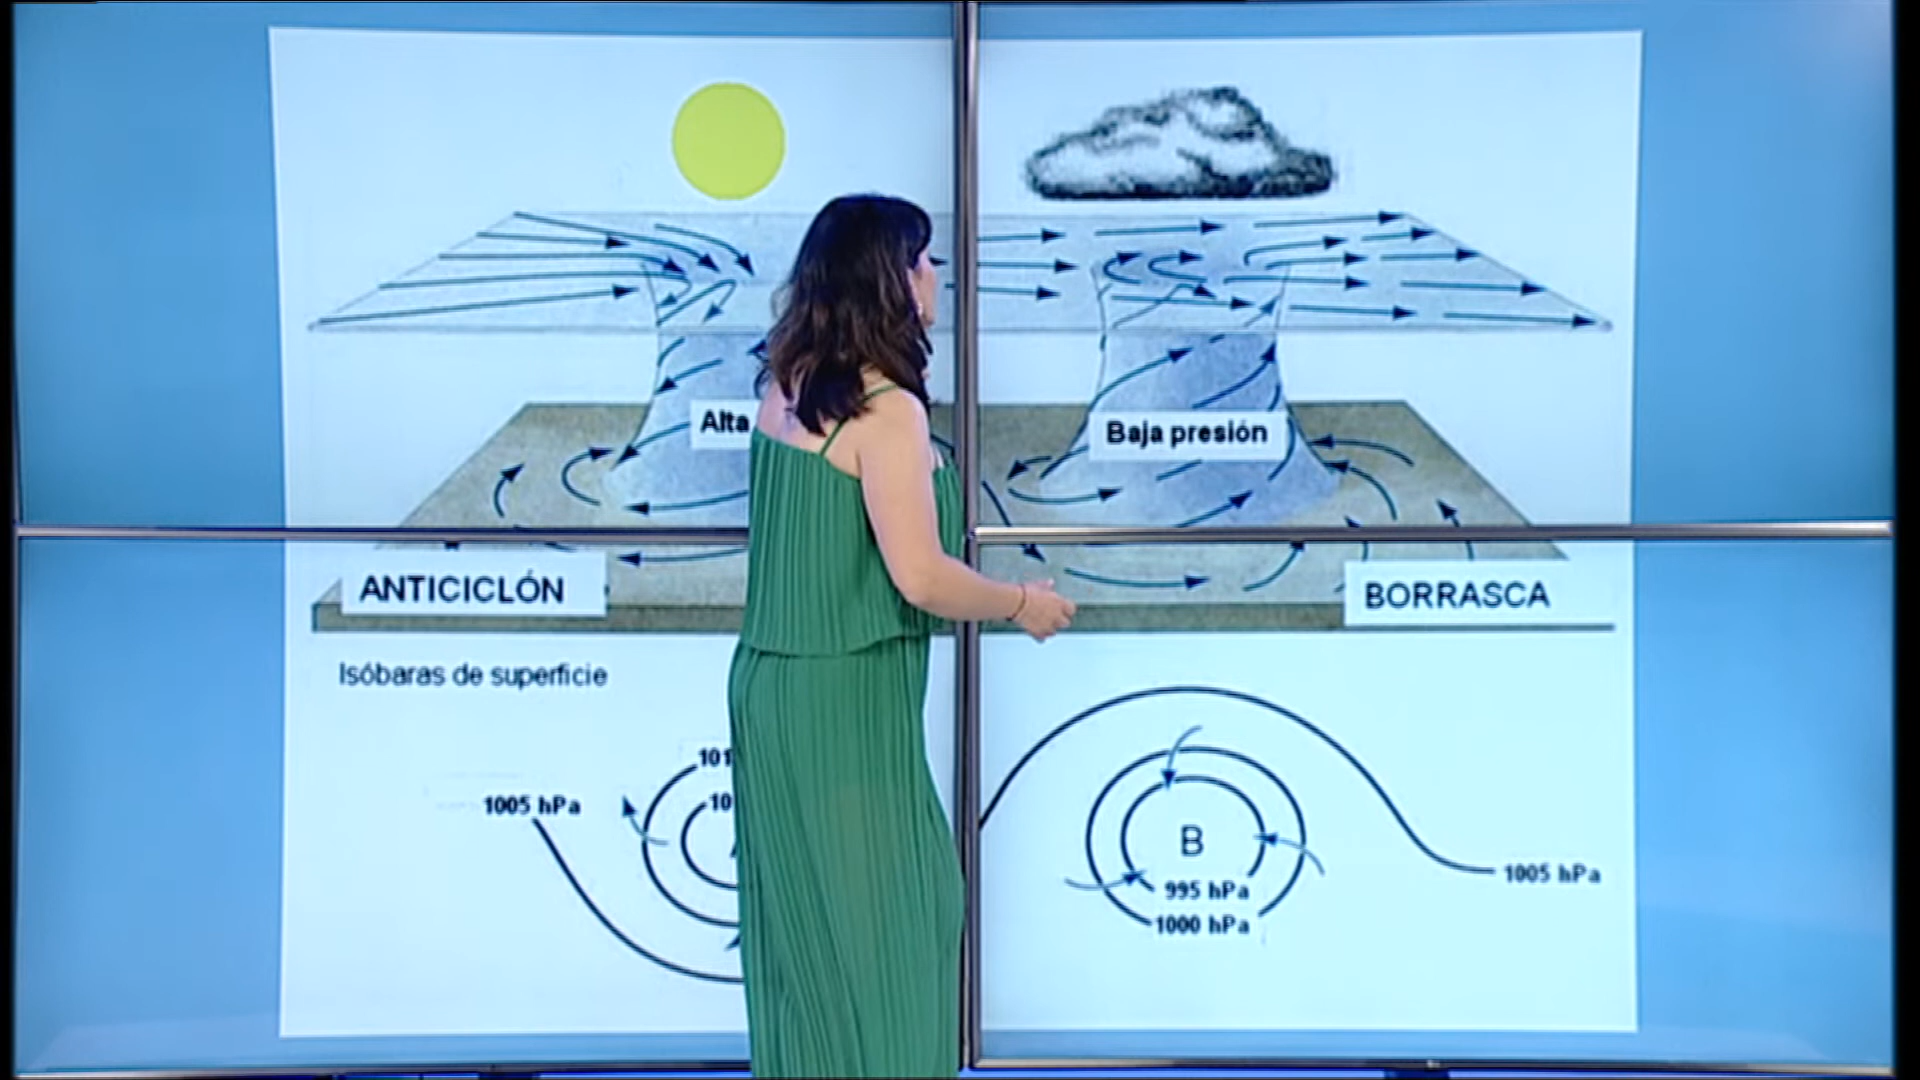 Alta
Baja presión
ANTICICLÓN
BORRASCA
Isóbaras de superficie
1005 hPa
B
995 hPa
1000 hPa
1005 hPa